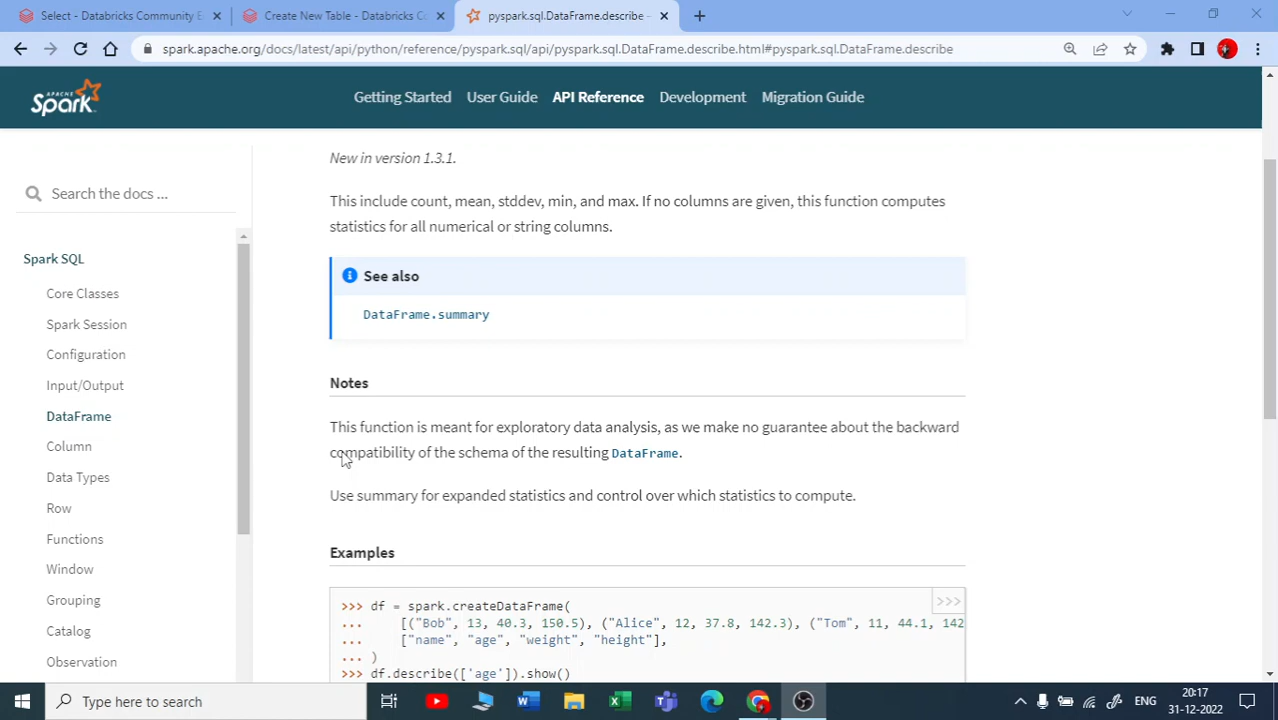 Select - Databricks Community E
Create New Table - Databricks C
pyspark.sql.DataFrame.describe –
spark.apache.org/docs/latest/api/python/reference/pyspark.sql/api/pyspark.sql.DataFrame.describe.html#pyspark.sql.DataFrame.describe
APACHE
Spark
Getting Started User Guide API Reference Development Migration Guide
Search the docs ...
Spark SQL
Core Classes
Spark Session
Configuration
Input/Output
DataFrame
Column
Data Types
Row
Functions
Window
Grouping
Catalog
Observation
New in version 1.3.1.
This include count, mean, stddev, min, and max. If no columns are given, this function computes
statistics for all numerical or string columns.
See also
DataFrame.summary
Notes
This function is meant for exploratory data analysis, as we make no guarantee about the backward
compatibility of the schema of the resulting DataFrame.
Use summary for expanded statistics and control over which statistics to compute.
Examples
>>>
>>> df = spark.createDataFrame(
... [("Bob", 13, 40.3, 150.5), ("Alice", 12, 37.8, 142.3), ("Tom", 11, 44.1, 142
... ["name", "age", "weight", "height"],
... )
>>> df.describe(['age']).show()
Type here to search
ENG
20:17
31-12-2022